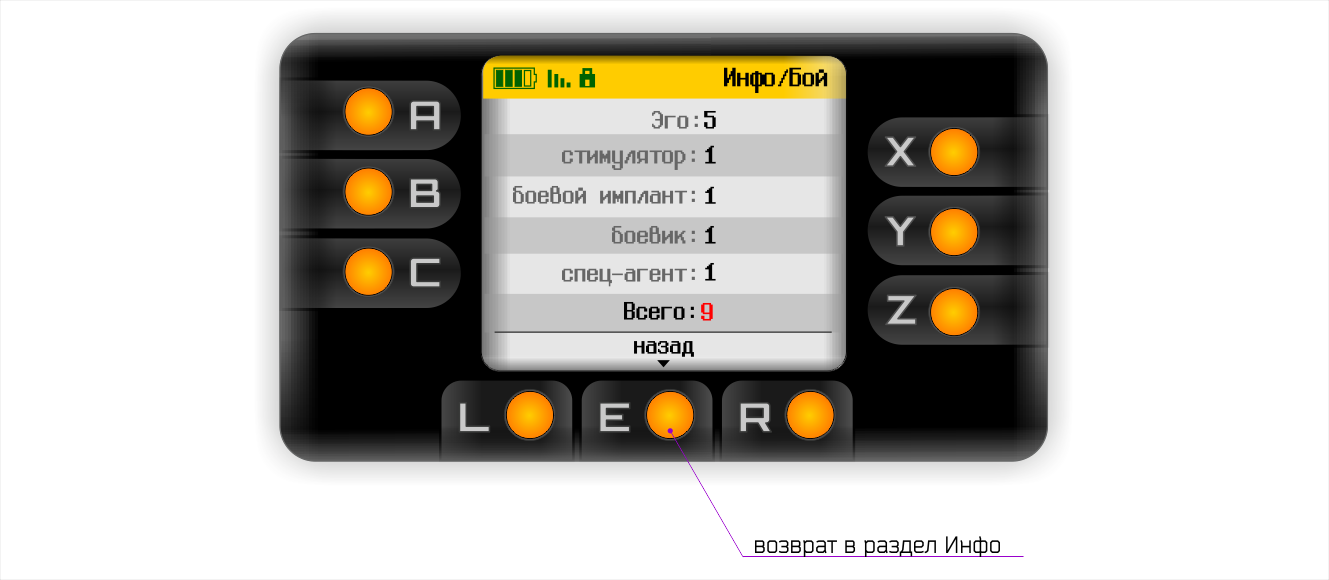 Инфо/Бой
A
B
C
Эго:5
стимулятор:1
боевой имплант:1
боевик:1
спец-агент:1
Всего:9
назад
X
Y
Z
L
E
R
возврат в раздел Инфо